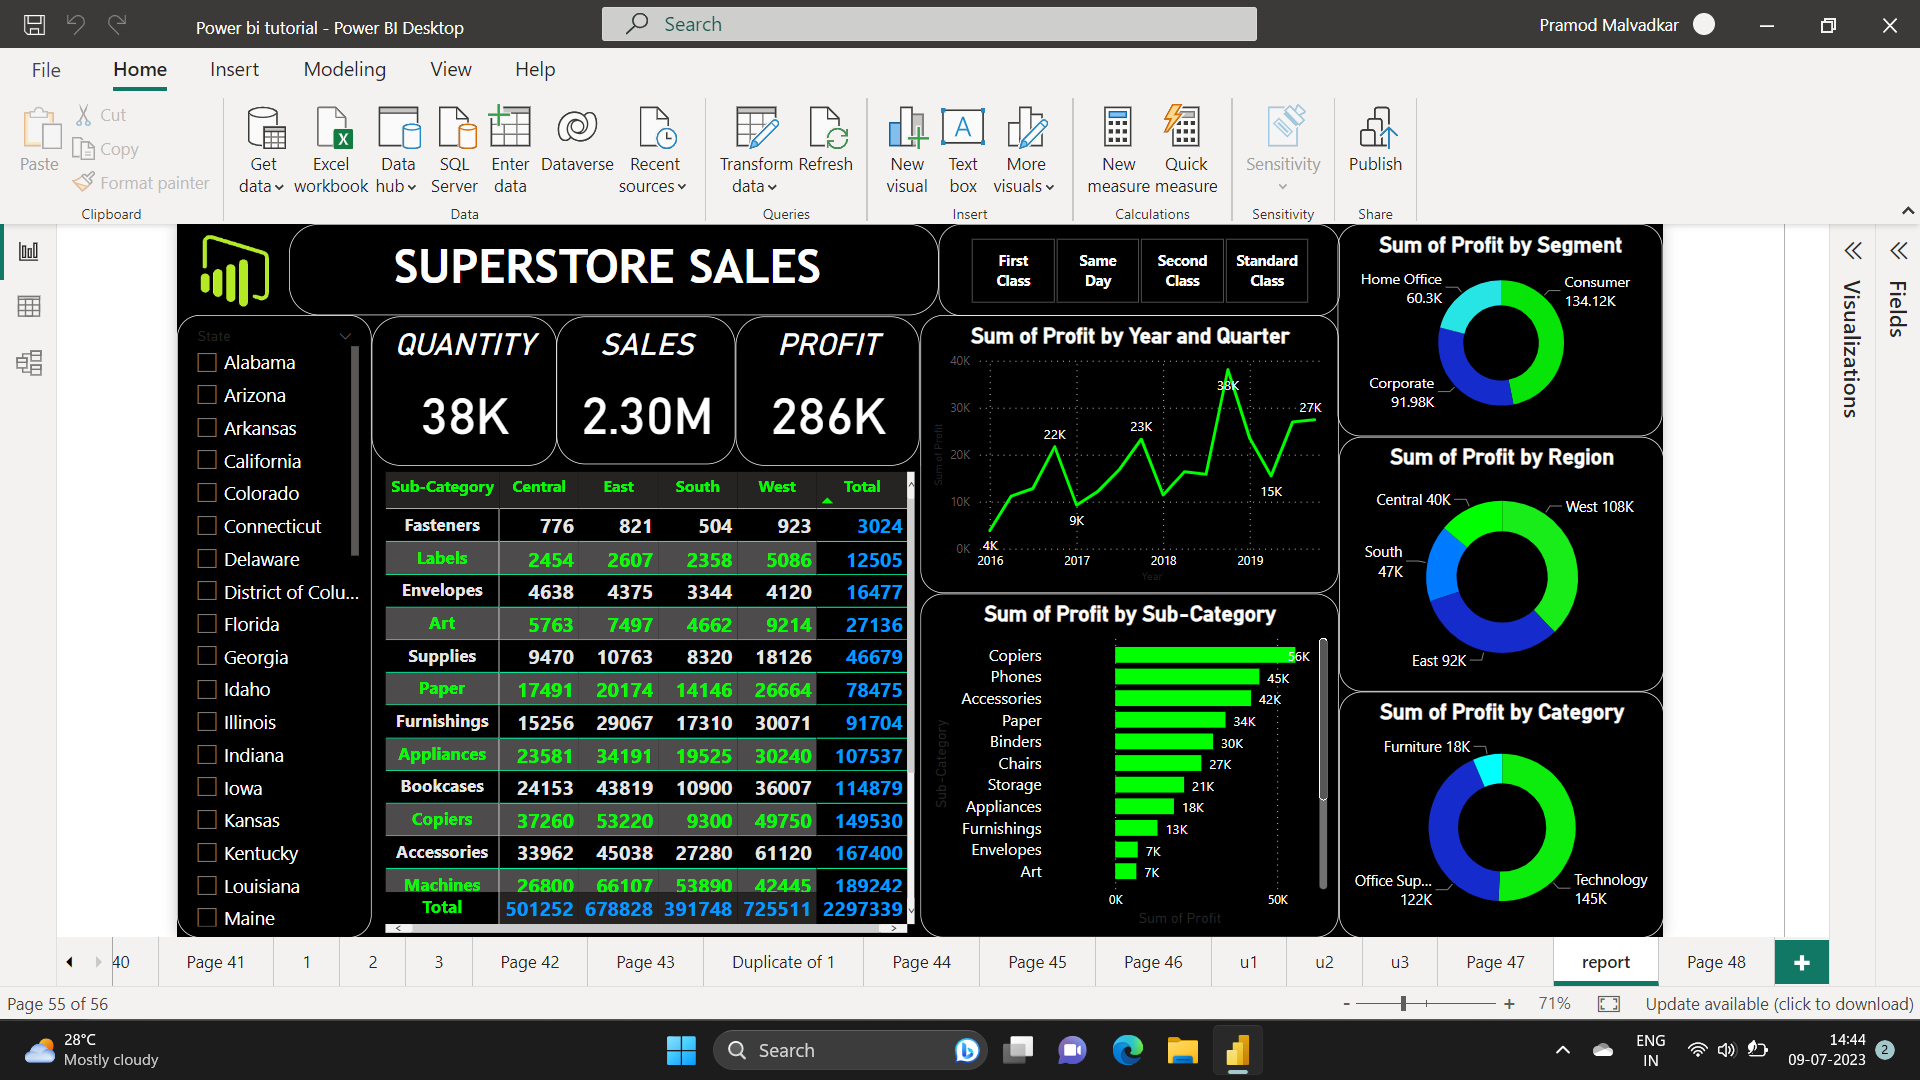 Power bi tutorial - Power BI Desktop
Search
Pramod Malvadkar
File
Home
Insert
Modeling
View
Help
Paste
Cut
Copy
Format painter
Clipboard
Get data
Excel workbook
Data hub
SQL Server
Enter data
Dataverse
Recent sources
Data
Transform data
Refresh
Queries
New visual
Text box
More visuals
Insert
New measure
Quick measure
Calculations
Sensitivity
Sensitivity
Publish
Share
SUPERSTORE SALES
First Class
Same Day
Second Class
Standard Class
State
Alabama
Arizona
Arkansas
California
Colorado
Connecticut
Delaware
District of Colu...
Florida
Georgia
Idaho
Illinois
Indiana
Iowa
Kansas
Kentucky
Louisiana
Maine
QUANTITY
38K
SALES
2.30M
PROFIT
286K
Sub-Category Central East South West Total
Fasteners 776 821 504 923 3024
Labels 2454 2607 2358 5086 12505
Envelopes 4638 4375 3344 4120 16477
Art 5763 7497 4662 9214 27136
Supplies 9470 10763 8320 18126 46679
Paper 17491 20174 14146 26664 78475
Furnishings 15256 29067 17310 30071 91704
Appliances 23581 34191 19525 30240 107537
Bookcases 24153 43819 10900 36007 114879
Copiers 37260 53220 9300 49750 149530
Accessories 33962 45038 27280 61120 167400
Machines 26800 66107 53890 42445 189242
Total 501252 678828 391748 725511 2297339
Sum of Profit by Year and Quarter
Sum of Profit
40K
30K
20K
10K
0K
4K
22K
9K
23K
38K
15K
27K
2016 2017 2018 2019
Year
Sum of Profit by Sub-Category
Sub-Category
Copiers 56K
Phones 45K
Accessories 42K
Paper 34K
Binders 30K
Chairs 27K
Storage 21K
Appliances 18K
Furnishings 13K
Envelopes 7K
Art 7K
0K 50K
Sum of Profit
Sum of Profit by Segment
Home Office 60.3K
Consumer 134.12K
Corporate 91.98K
Sum of Profit by Region
Central 40K
West 108K
South 47K
East 92K
Sum of Profit by Category
Furniture 18K
Office Sup... 122K
Technology 145K
Visualizations
Fields
40
Page 41
1
2
3
Page 42
Page 43
Duplicate of 1
Page 44
Page 45
Page 46
u1
u2
u3
Page 47
report
Page 48
+
Page 55 of 56
- + 71%
Update available (click to download)
28°C
Mostly cloudy
Search
ENG
IN
14:44
09-07-2023
2